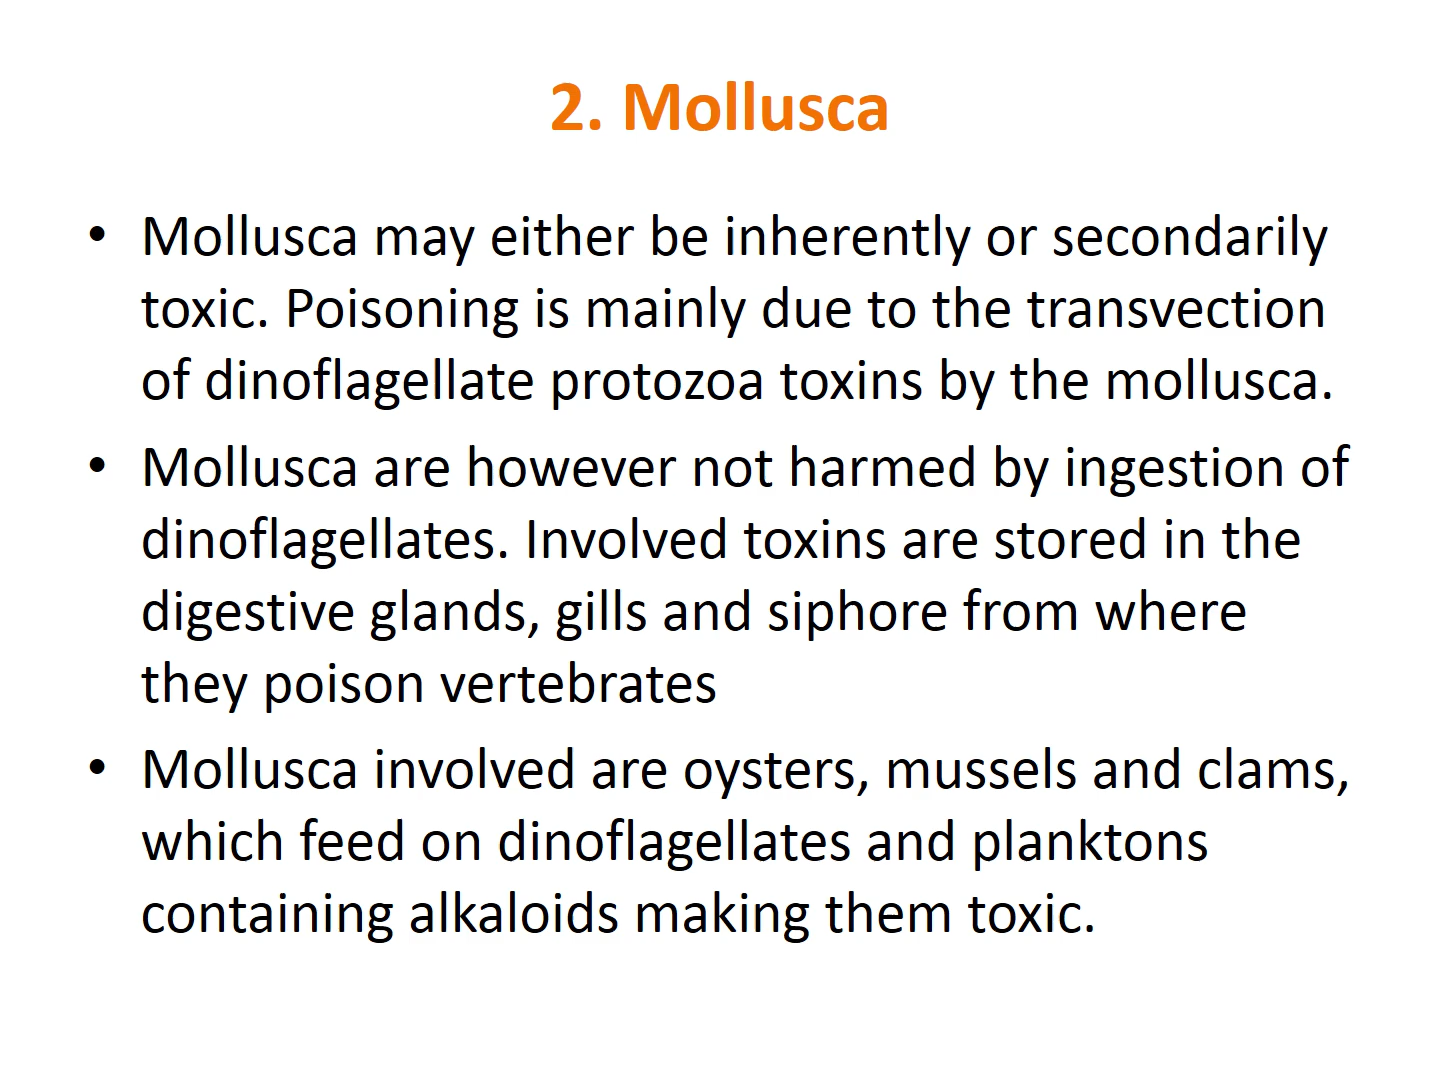 2. Mollusca
• Mollusca may either be inherently or secondarily
toxic. Poisoning is mainly due to the transvection
of dinoflagellate protozoa toxins by the mollusca.
• Mollusca are however not harmed by ingestion of
dinoflagellates. Involved toxins are stored in the
digestive glands, gills and siphore from where
they poison vertebrates
• Mollusca involved are oysters, mussels and clams,
which feed on dinoflagellates and planktons
containing alkaloids making them toxic.